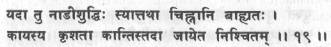 यदा तु नाडीशुद्धिः स्यात्तथा चिह्नानि बाह्यतः ।
कायस्य कृशता कान्तिस्तदा जायेत निश्चितम् ॥ १९ ॥